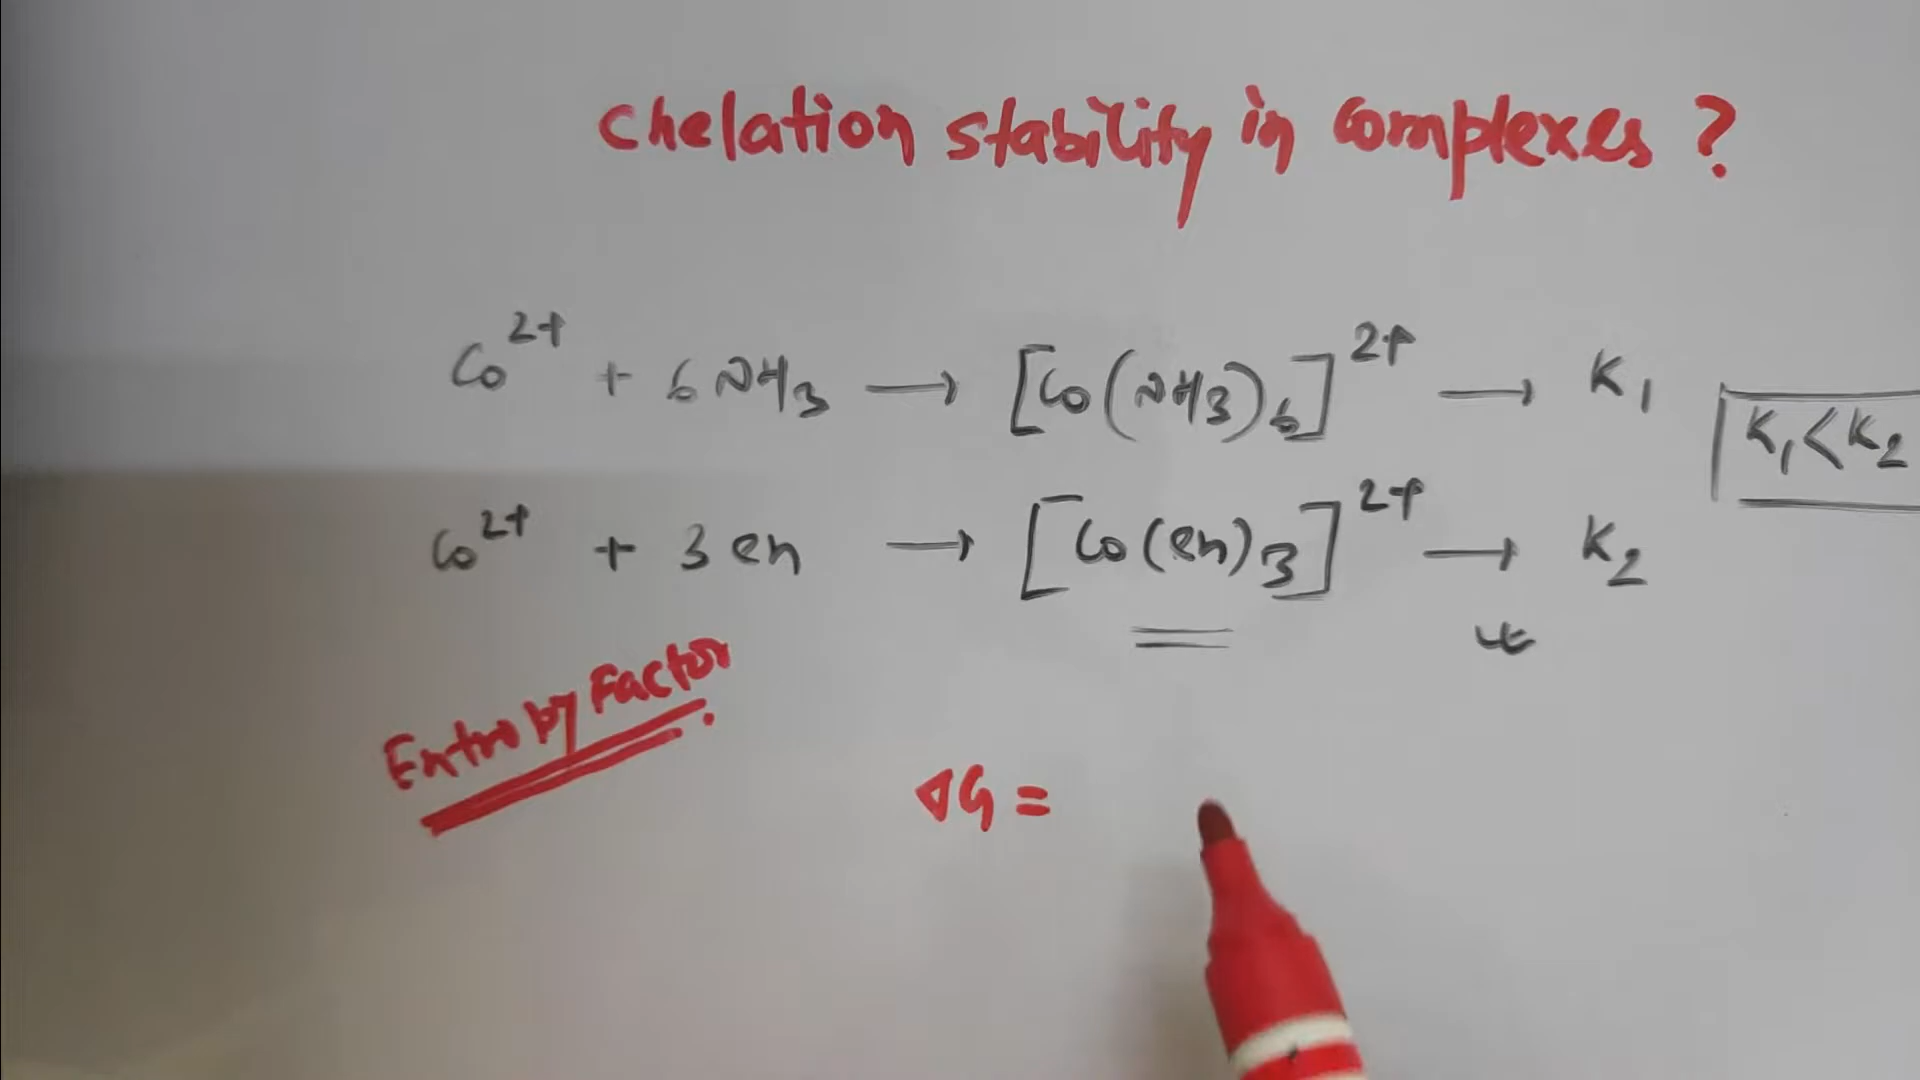 Chelation stability in complexes ?
Co²⁺ + 6 NH₃ → [Co(NH₃)₆]²⁺ → K₁
K₁ < K₂
Co²⁺ + 3 en → [Co(en)₃]²⁺ → K₂
Entropy Factor.
∇G =